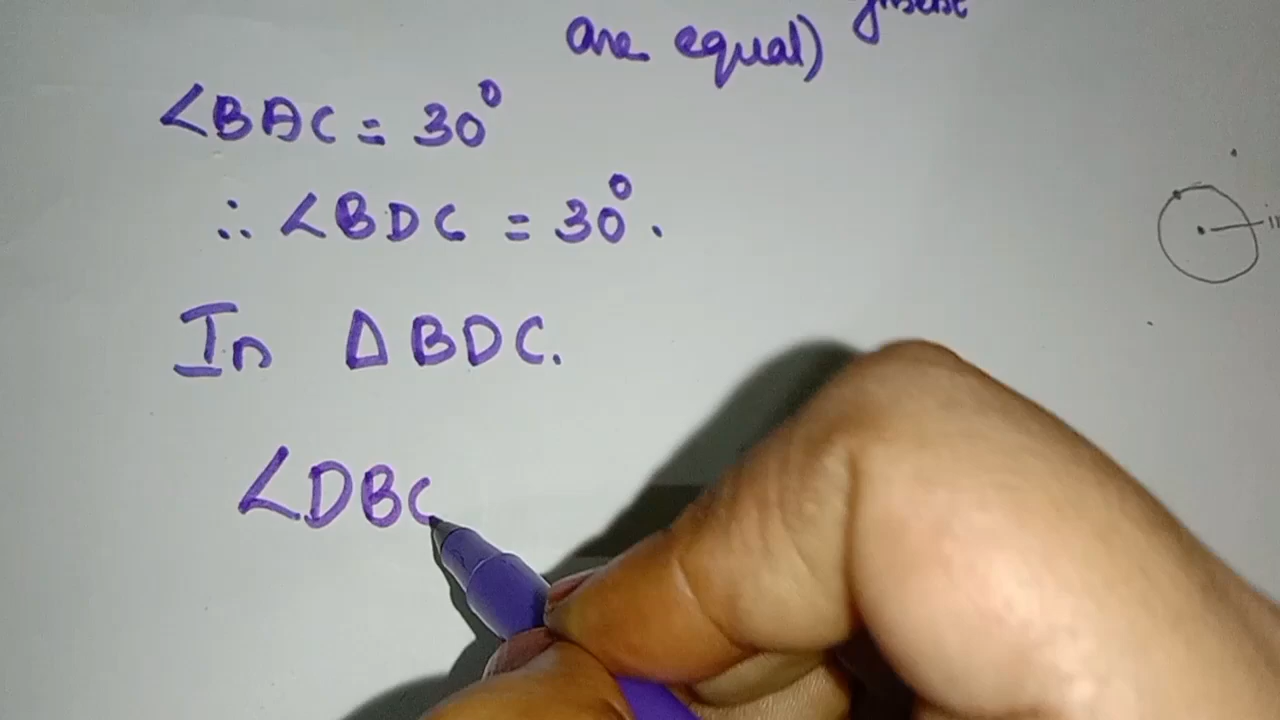 are equal)
∠BAC = 30°
∴ ∠BDC = 30°.
In ΔBDC.
∠DBC